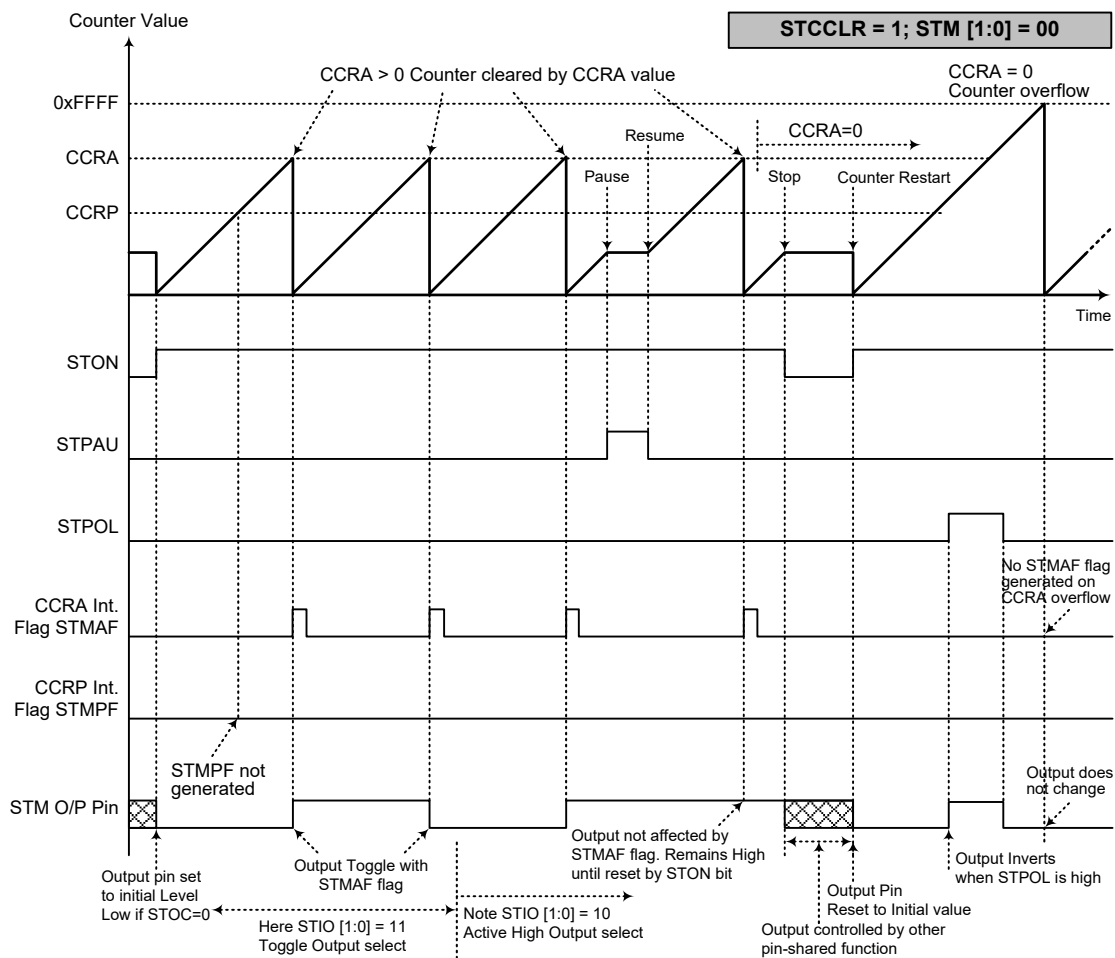 Counter Value
STCCLR = 1; STM [1:0] = 00
CCRA > 0 Counter cleared by CCRA value
CCRA = 0
Counter overflow
0xFFFF
Resume
CCRA=0
CCRA
Pause
Stop
Counter Restart
CCRP
Time
STON
STPAU
STPOL
No STMAF flag
generated on
CCRA overflow
CCRA Int.
Flag STMAF
CCRP Int.
Flag STMPF
STMPF not
generated
Output does
not change
STM O/P Pin
Output pin set
to initial Level
Low if STOC=0
Output Toggle with
STMAF flag
Output not affected by
STMAF flag. Remains High
until reset by STON bit
Output Inverts
when STPOL is high
Output Pin
Reset to Initial value
Here STIO [1:0] = 11
Toggle Output select
Note STIO [1:0] = 10
Active High Output select
Output controlled by other
pin-shared function